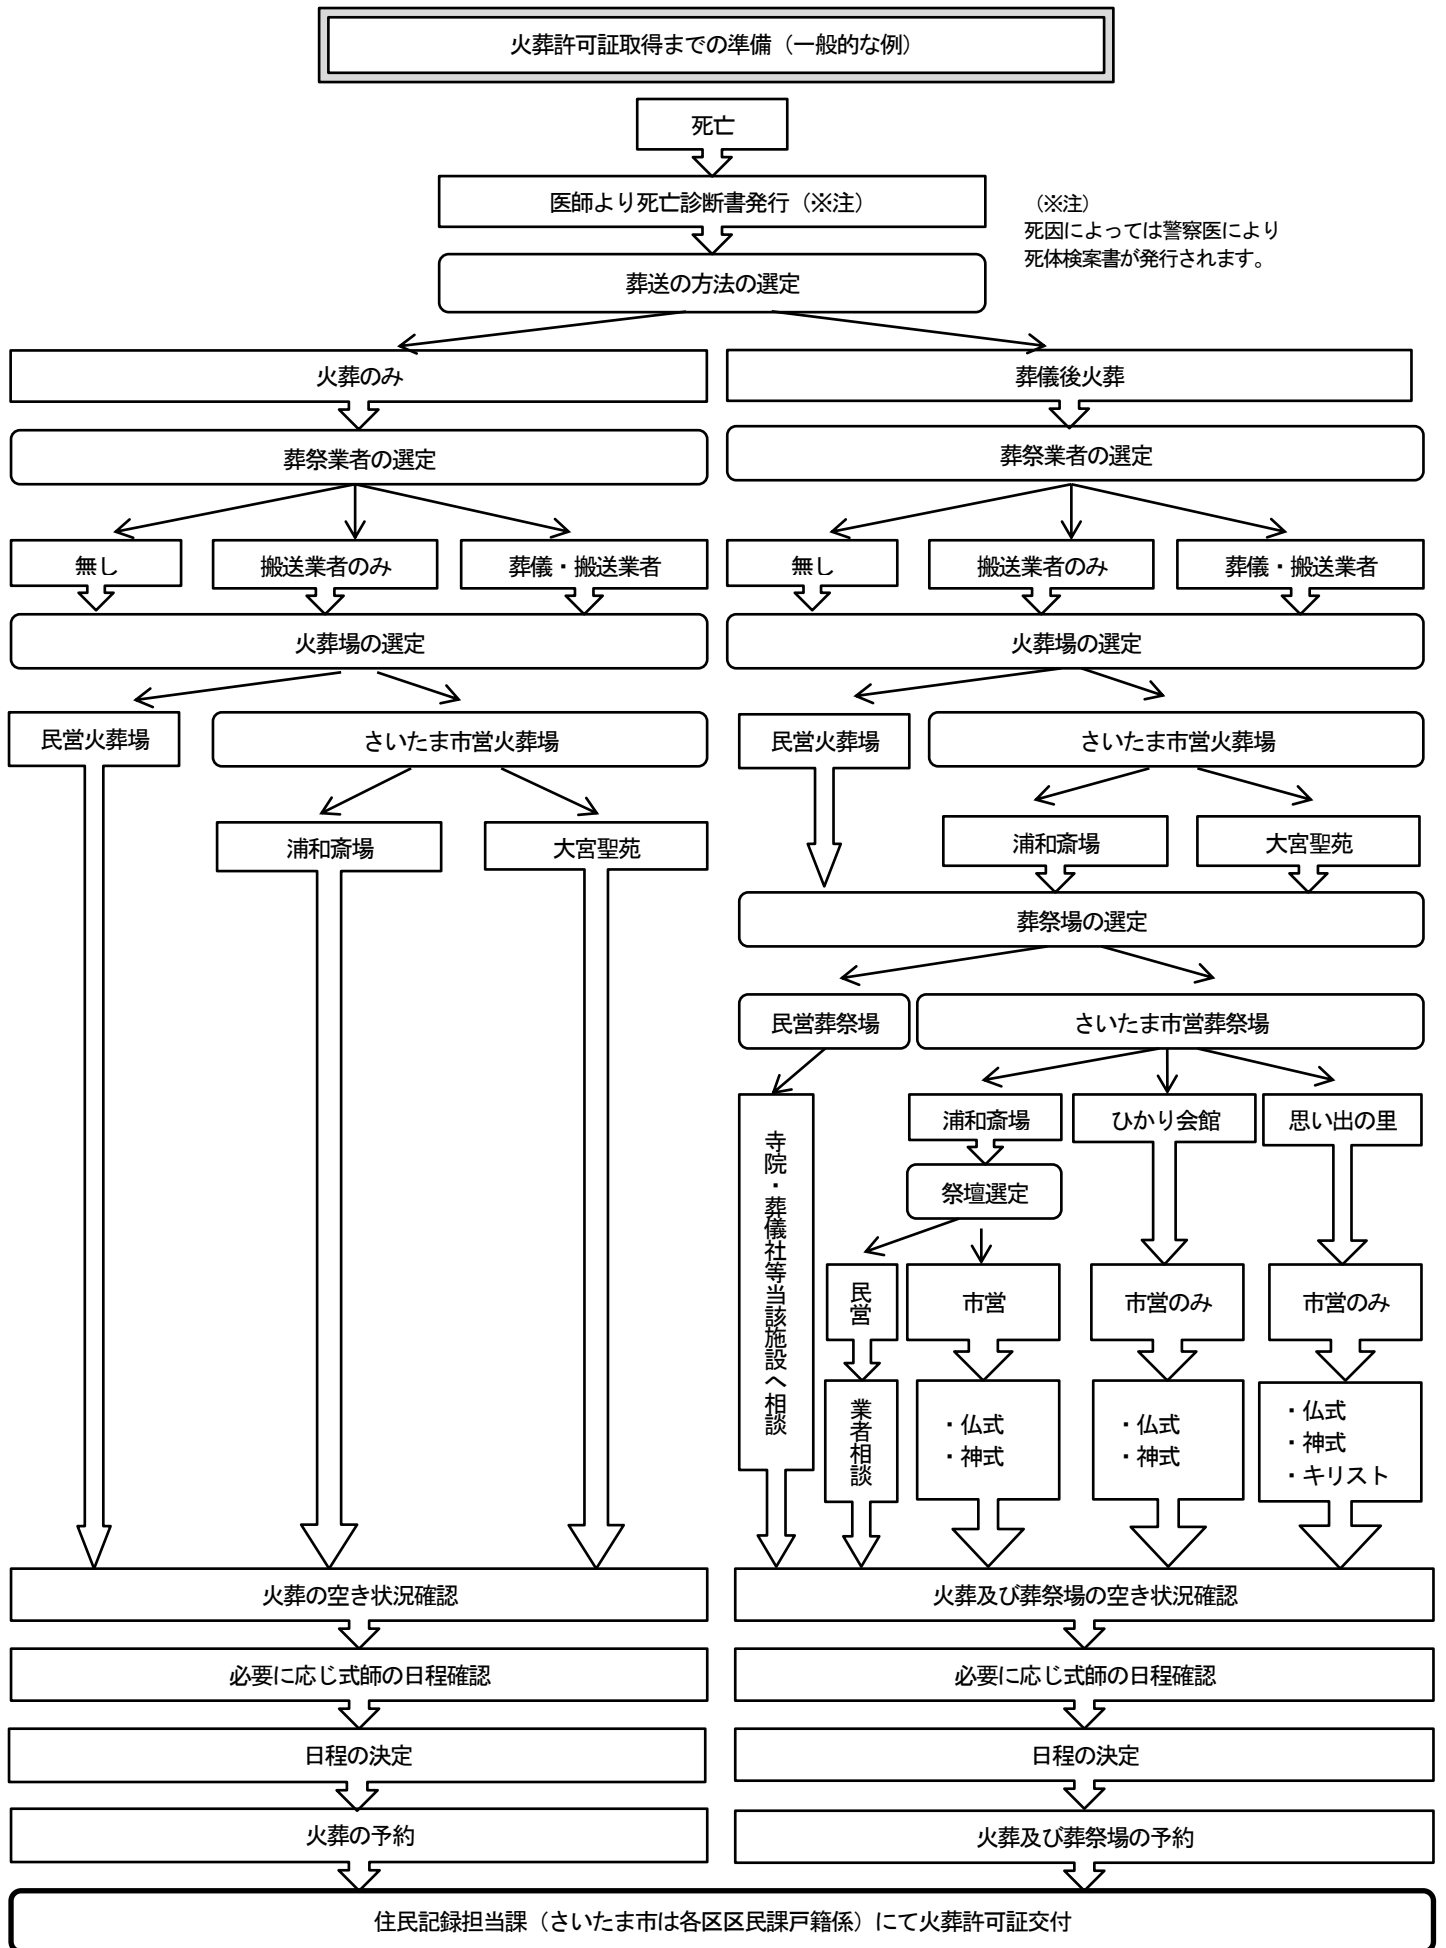 火葬許可証取得までの準備（一般的な例）
死亡
医師より死亡診断書発行（※注）
（※注）
死因によっては警察医により
死体検案書が発行されます。
葬送の方法の選定
火葬のみ
葬祭業者の選定
無し
搬送業者のみ
葬儀・搬送業者
火葬場の選定
民営火葬場
さいたま市営火葬場
浦和斎場
大宮聖苑
火葬の空き状況確認
必要に応じ式師の日程確認
日程の決定
火葬の予約
葬儀後火葬
葬祭業者の選定
無し
搬送業者のみ
葬儀・搬送業者
火葬場の選定
民営火葬場
さいたま市営火葬場
浦和斎場
大宮聖苑
葬祭場の選定
民営葬祭場
さいたま市営葬祭場
寺院・葬儀社等当該施設へ相談
浦和斎場
ひかり会館
思い出の里
祭壇選定
民営
市営
市営のみ
市営のみ
業者相談
・仏式
・神式
・仏式
・神式
・仏式
・神式
・キリスト
火葬及び葬祭場の空き状況確認
必要に応じ式師の日程確認
日程の決定
火葬及び葬祭場の予約
住民記録担当課（さいたま市は各区区民課戸籍係）にて火葬許可証交付